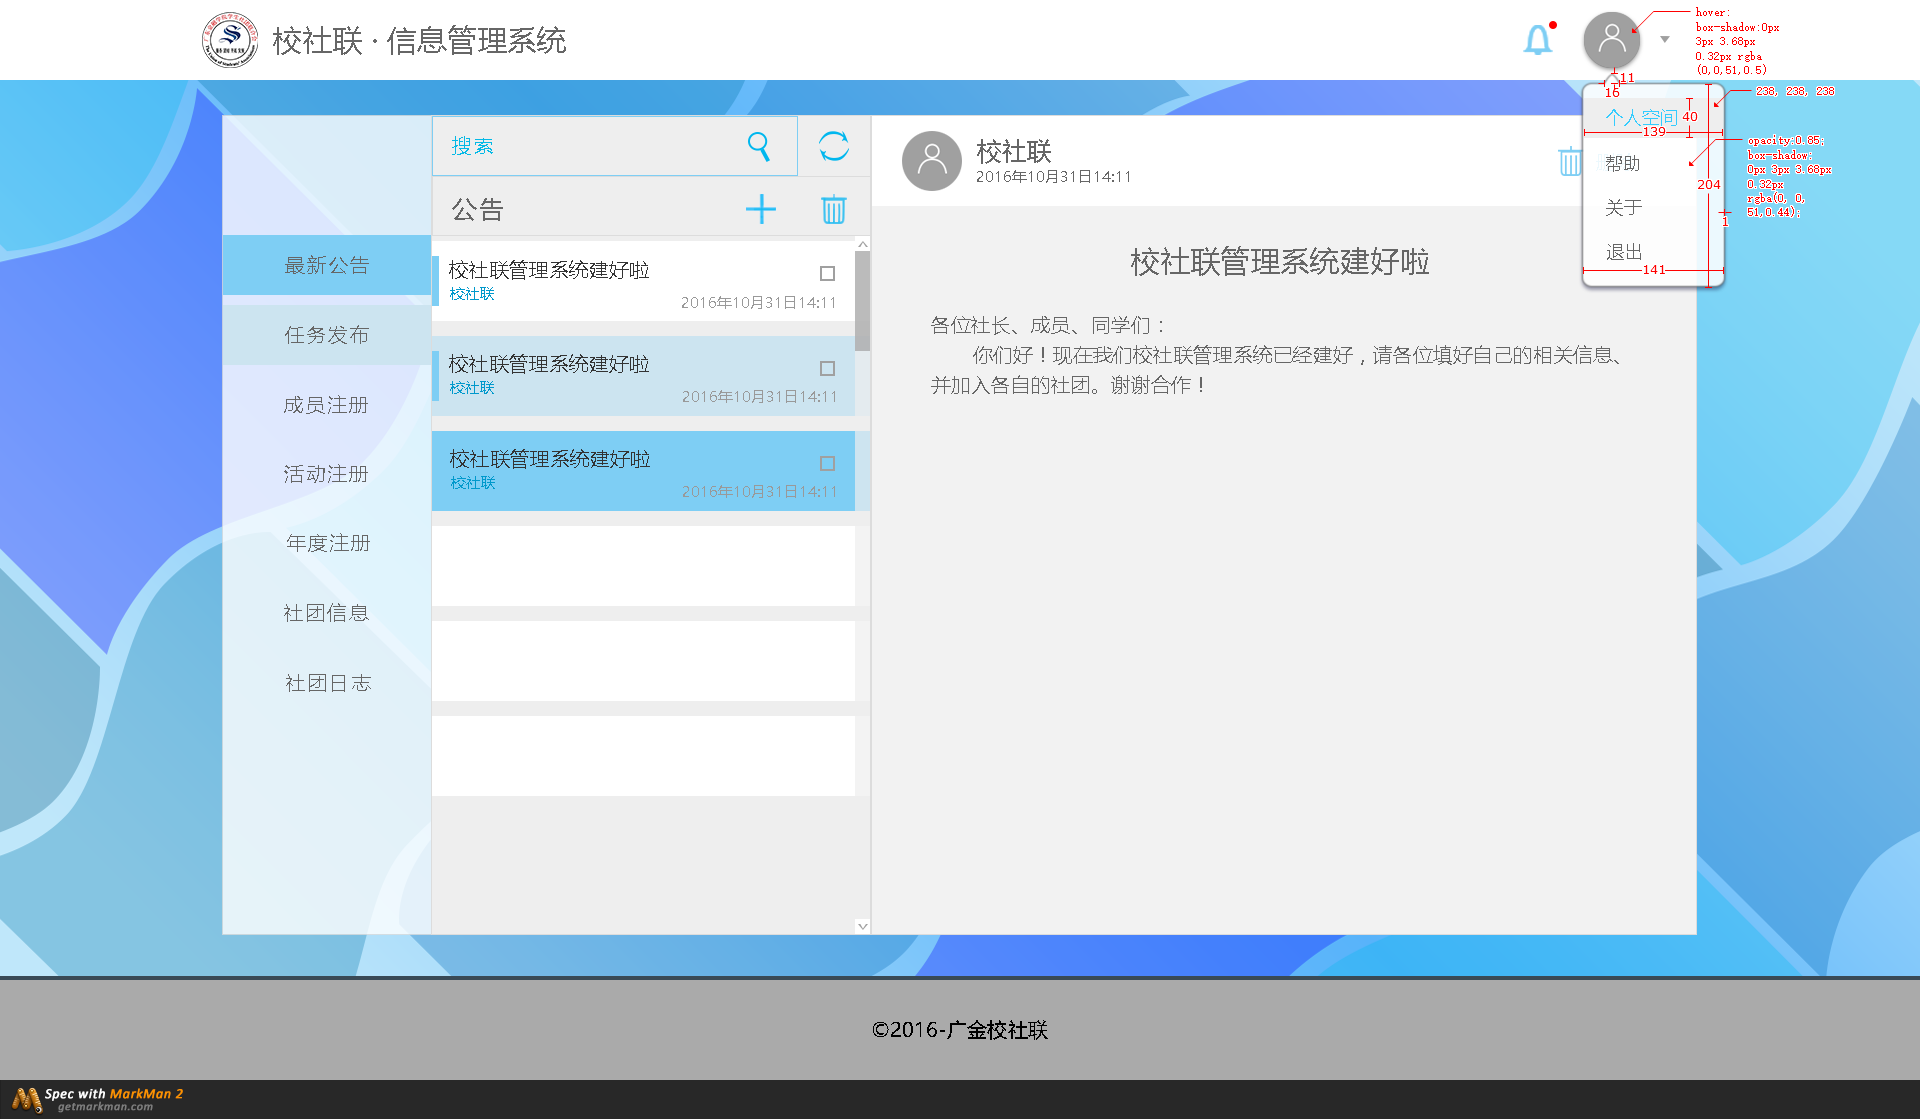 校社联 · 信息管理系统
hover:
box-shadow:0px
3px 3.68px
0.32px rgba
(0,0,51,0.5)
11
16
238, 238, 238
个人空间
40
139
opacity:0.85;
box-shadow:
0px 3px 3.68px
0.32px
rgba(0, 0,
51,0.44);
帮助
204
关于
1
退出
141
搜索
公告
最新公告
任务发布
成员注册
活动注册
年度注册
社团信息
社团日志
校社联管理系统建好啦
校社联
2016年10月31日14:11
校社联管理系统建好啦
校社联
2016年10月31日14:11
校社联管理系统建好啦
校社联
2016年10月31日14:11
校社联
2016年10月31日14:11
校社联管理系统建好啦
各位社长、成员、同学们：
你们好！现在我们校社联管理系统已经建好，请各位填好自己的相关信息、
并加入各自的社团。谢谢合作！
©2016-广金校社联
Spec with MarkMan 2
getmarkman.com